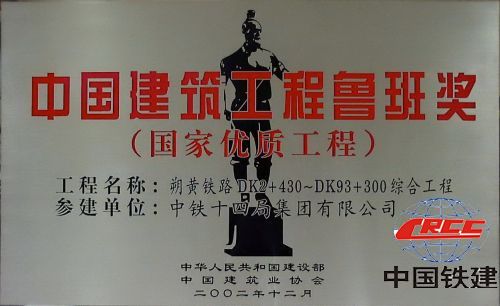 中国建筑工程鲁班奖
(国家优质工程)
工程名称:朔黄铁路DK2+430~DK93+300综合工程
参建单位:中铁十四局集团有限公司
中华人民共和国建设部
中国建筑业协会
二00二年十二月
CRCC
中国铁建